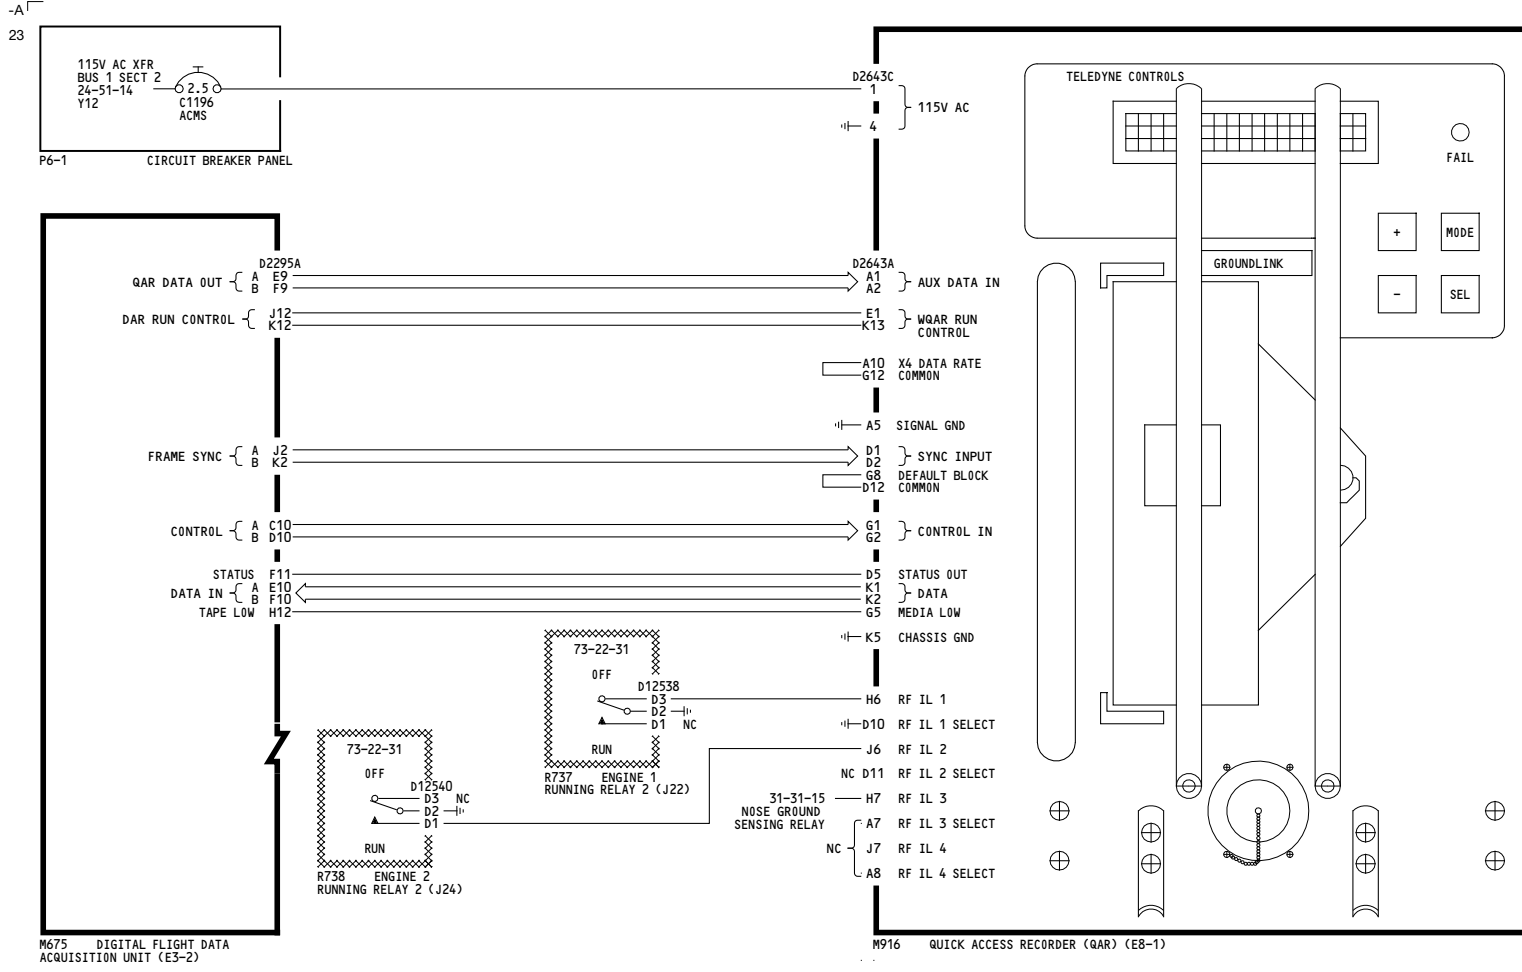 -A
23
115V AC XFR
BUS 1 SECT 2
24-51-14
Y12
2.5
C1196
ACMS
P6-1 CIRCUIT BREAKER PANEL
D2643C
1
4
115V AC
TELEDYNE CONTROLS
FAIL
+
MODE
-
SEL
GROUNDLINK
D2295A
QAR DATA OUT A E9
B F9
DAR RUN CONTROL J12
K12
FRAME SYNC A J2
B K2
CONTROL A C10
B D10
STATUS F11
DATA IN A E10
B F10
TAPE LOW H12
D2643A
A1
A2 AUX DATA IN
E1 WQAR RUN
K13 CONTROL
A10 X4 DATA RATE
G12 COMMON
A5 SIGNAL GND
D1
D2 SYNC INPUT
G8 DEFAULT BLOCK
D12 COMMON
G1
G2 CONTROL IN
D5 STATUS OUT
K1
K2 DATA
G5 MEDIA LOW
K5 CHASSIS GND
H6 RF IL 1
D10 RF IL 1 SELECT
J6 RF IL 2
NC D11 RF IL 2 SELECT
31-31-15 H7 RF IL 3
NOSE GROUND
SENSING RELAY
A7 RF IL 3 SELECT
NC J7 RF IL 4
A8 RF IL 4 SELECT
73-22-31
OFF
D12538
D3
D2
D1 NC
RUN
R737 ENGINE 1
RUNNING RELAY 2 (J22)
73-22-31
OFF
D12540
D3 NC
D2
D1
RUN
R738 ENGINE 2
RUNNING RELAY 2 (J24)
M675 DIGITAL FLIGHT DATA
ACQUISITION UNIT (E3-2)
M916 QUICK ACCESS RECORDER (QAR) (E8-1)